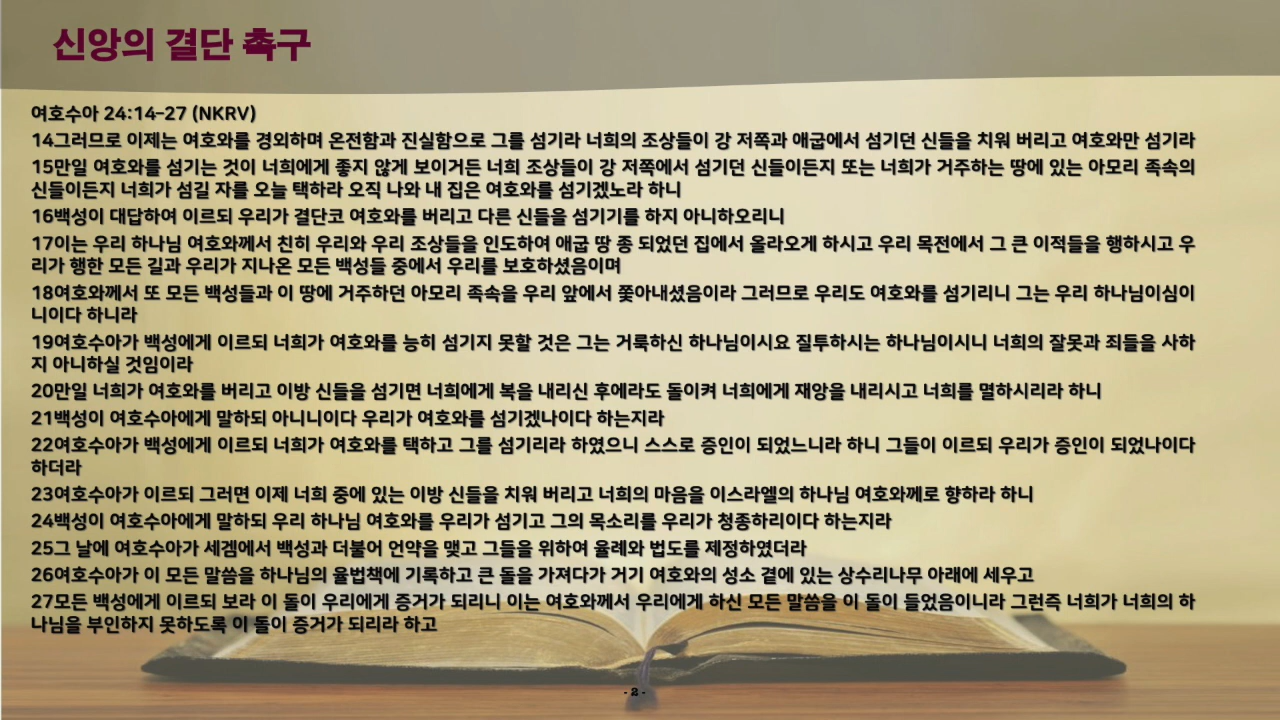 신앙의 결단 촉구
여호수아 24:14-27 (NKRV)
14그러므로 이제는 여호와를 경외하며 온전함과 진실함으로 그를 섬기라 너희의 조상들이 강 저쪽과 애굽에서 섬기던 신들을 치워 버리고 여호와만 섬기라
15만일 여호와를 섬기는 것이 너희에게 좋지 않게 보이거든 너희 조상들이 강 저쪽에서 섬기던 신들이든지 또는 너희가 거주하는 땅에 있는 아모리 족속의
신들이든지 너희가 섬길 자를 오늘 택하라 오직 나와 내 집은 여호와를 섬기겠노라 하니
16백성이 대답하여 이르되 우리가 결단코 여호와를 버리고 다른 신들을 섬기기를 하지 아니하오리니
17이는 우리 하나님 여호와께서 친히 우리와 우리 조상들을 인도하여 애굽 땅 종 되었던 집에서 올라오게 하시고 우리 목전에서 그 큰 이적들을 행하시고 우
리가 행한 모든 길과 우리가 지나온 모든 백성들 중에서 우리를 보호하셨음이며
18여호와께서 또 모든 백성들과 이 땅에 거주하던 아모리 족속을 우리 앞에서 쫓아내셨음이라 그러므로 우리도 여호와를 섬기리니 그는 우리 하나님이심이
니이다 하니라
19여호수아가 백성에게 이르되 너희가 여호와를 능히 섬기지 못할 것은 그는 거룩하신 하나님이시요 질투하시는 하나님이시니 너희의 잘못과 죄들을 사하
지 아니하실 것임이라
20만일 너희가 여호와를 버리고 이방 신들을 섬기면 너희에게 복을 내리신 후에라도 돌이켜 너희에게 재앙을 내리시고 너희를 멸하시리라 하니
21백성이 여호수아에게 말하되 아니니이다 우리가 여호와를 섬기겠나이다 하는지라
22여호수아가 백성에게 이르되 너희가 여호와를 택하고 그를 섬기리라 하였으니 스스로 증인이 되었느니라 하니 그들이 이르되 우리가 증인이 되었나이다
하더라
23여호수아가 이르되 그러면 이제 너희 중에 있는 이방 신들을 치워 버리고 너희의 마음을 이스라엘의 하나님 여호와께로 향하라 하니
24백성이 여호수아에게 말하되 우리 하나님 여호와를 우리가 섬기고 그의 목소리를 우리가 청종하리이다 하는지라
25그 날에 여호수아가 세겜에서 백성과 더불어 언약을 맺고 그들을 위하여 율례와 법도를 제정하였더라
26여호수아가 이 모든 말씀을 하나님의 율법책에 기록하고 큰 돌을 가져다가 거기 여호와의 성소 곁에 있는 상수리나무 아래에 세우고
27모든 백성에게 이르되 보라 이 돌이 우리에게 증거가 되리니 이는 여호와께서 우리에게 하신 모든 말씀을 이 돌이 들었음이니라 그런즉 너희가 너희의 하
나님을 부인하지 못하도록 이 돌이 증거가 되리라 하고
- 2 -